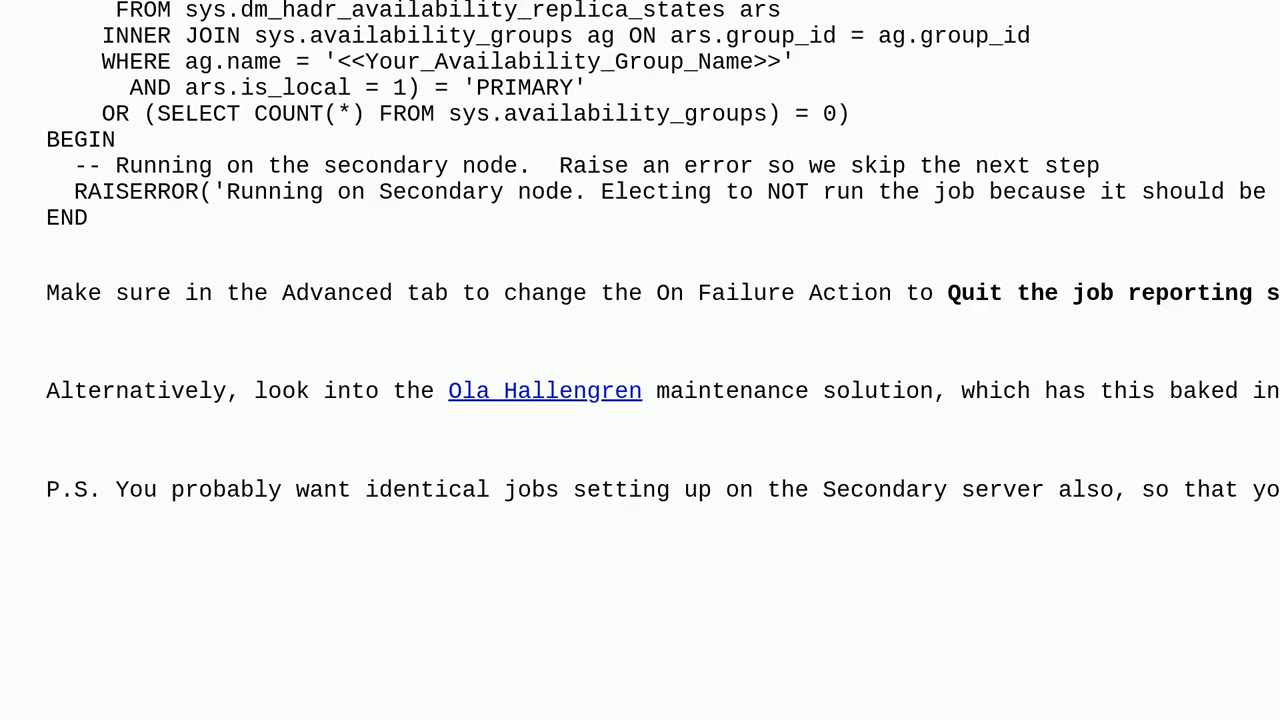 FROM sys.dm_hadr_availability_replica_states ars
INNER JOIN sys.availability_groups ag ON ars.group_id = ag.group_id
WHERE ag.name = '<<Your_Availability_Group_Name>>'
AND ars.is_local = 1) = 'PRIMARY'
OR (SELECT COUNT(*) FROM sys.availability_groups) = 0)
BEGIN
-- Running on the secondary node.  Raise an error so we skip the next step
RAISERROR('Running on Secondary node. Electing to NOT run the job because it should be
END
Make sure in the Advanced tab to change the On Failure Action to Quit the job reporting s
Alternatively, look into the Ola Hallengren maintenance solution, which has this baked in
P.S. You probably want identical jobs setting up on the Secondary server also, so that yo